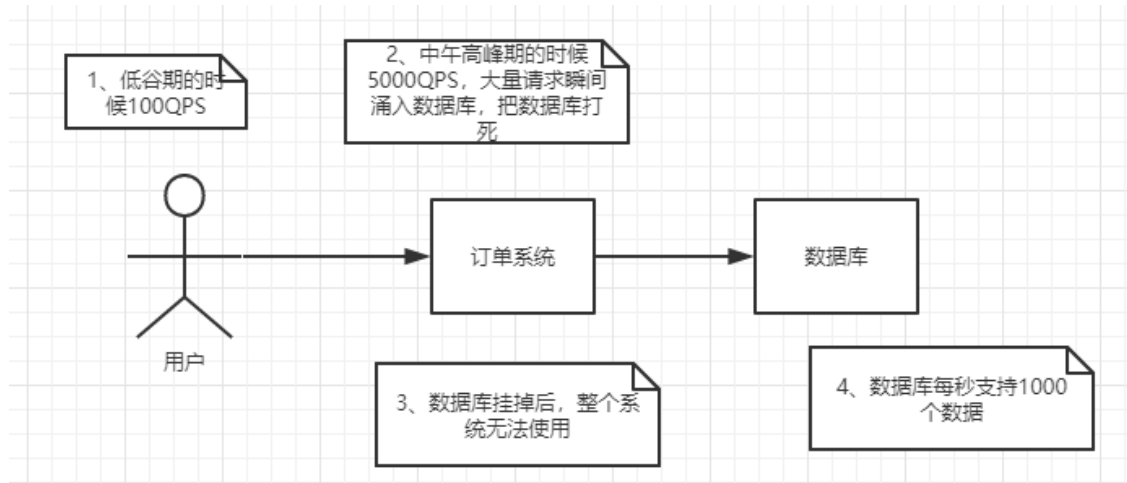 1、低谷期的时
候100QPS
2、中午高峰期的时候
5000QPS，大量请求瞬间
涌入数据库，把数据库打
死
订单系统
数据库
用户
3、数据库挂掉后，整个系
统无法使用
4、数据库每秒支持1000
个数据